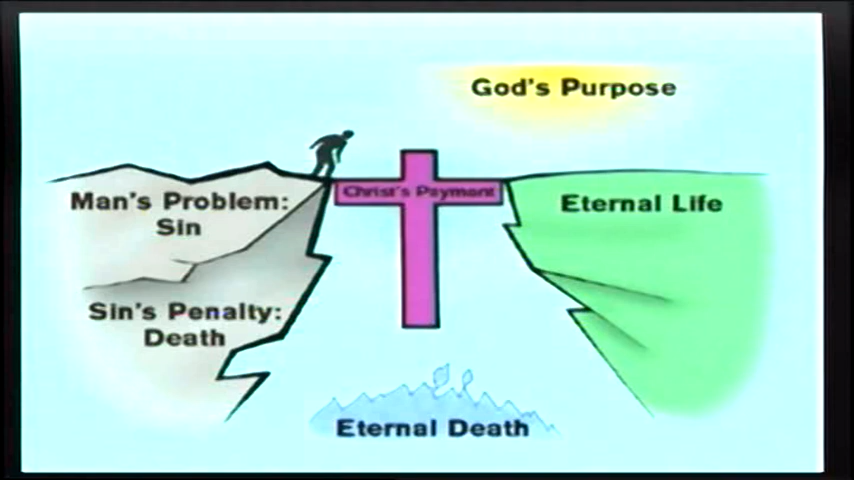 God's Purpose
Christ's Payment
Man's Problem:
Sin
Eternal Life
Sin's Penalty:
Death
Eternal Death